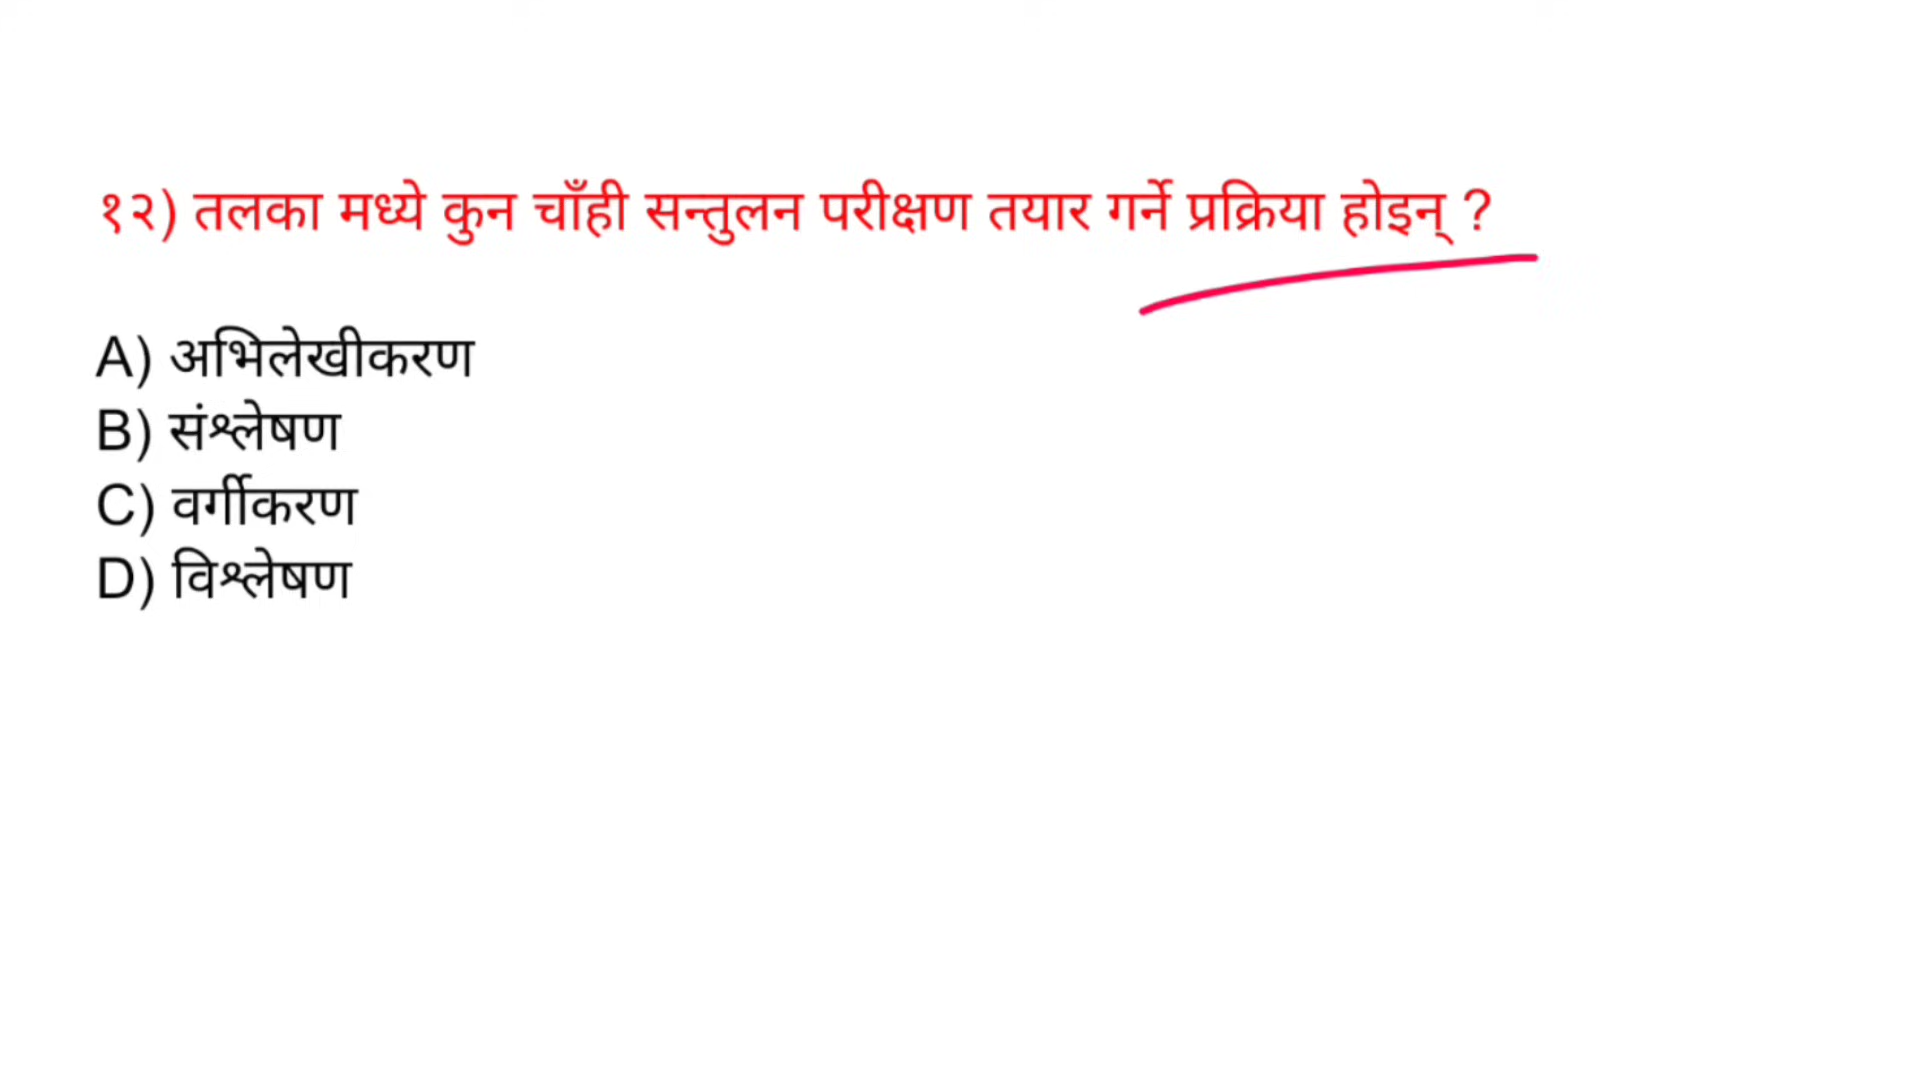 १२) तलका मध्ये कुन चाँही सन्तुलन परीक्षण तयार गर्ने प्रक्रिया होइन् ?
A) अभिलेखीकरण
B) संश्लेषण
C) वर्गीकरण
D) विश्लेषण